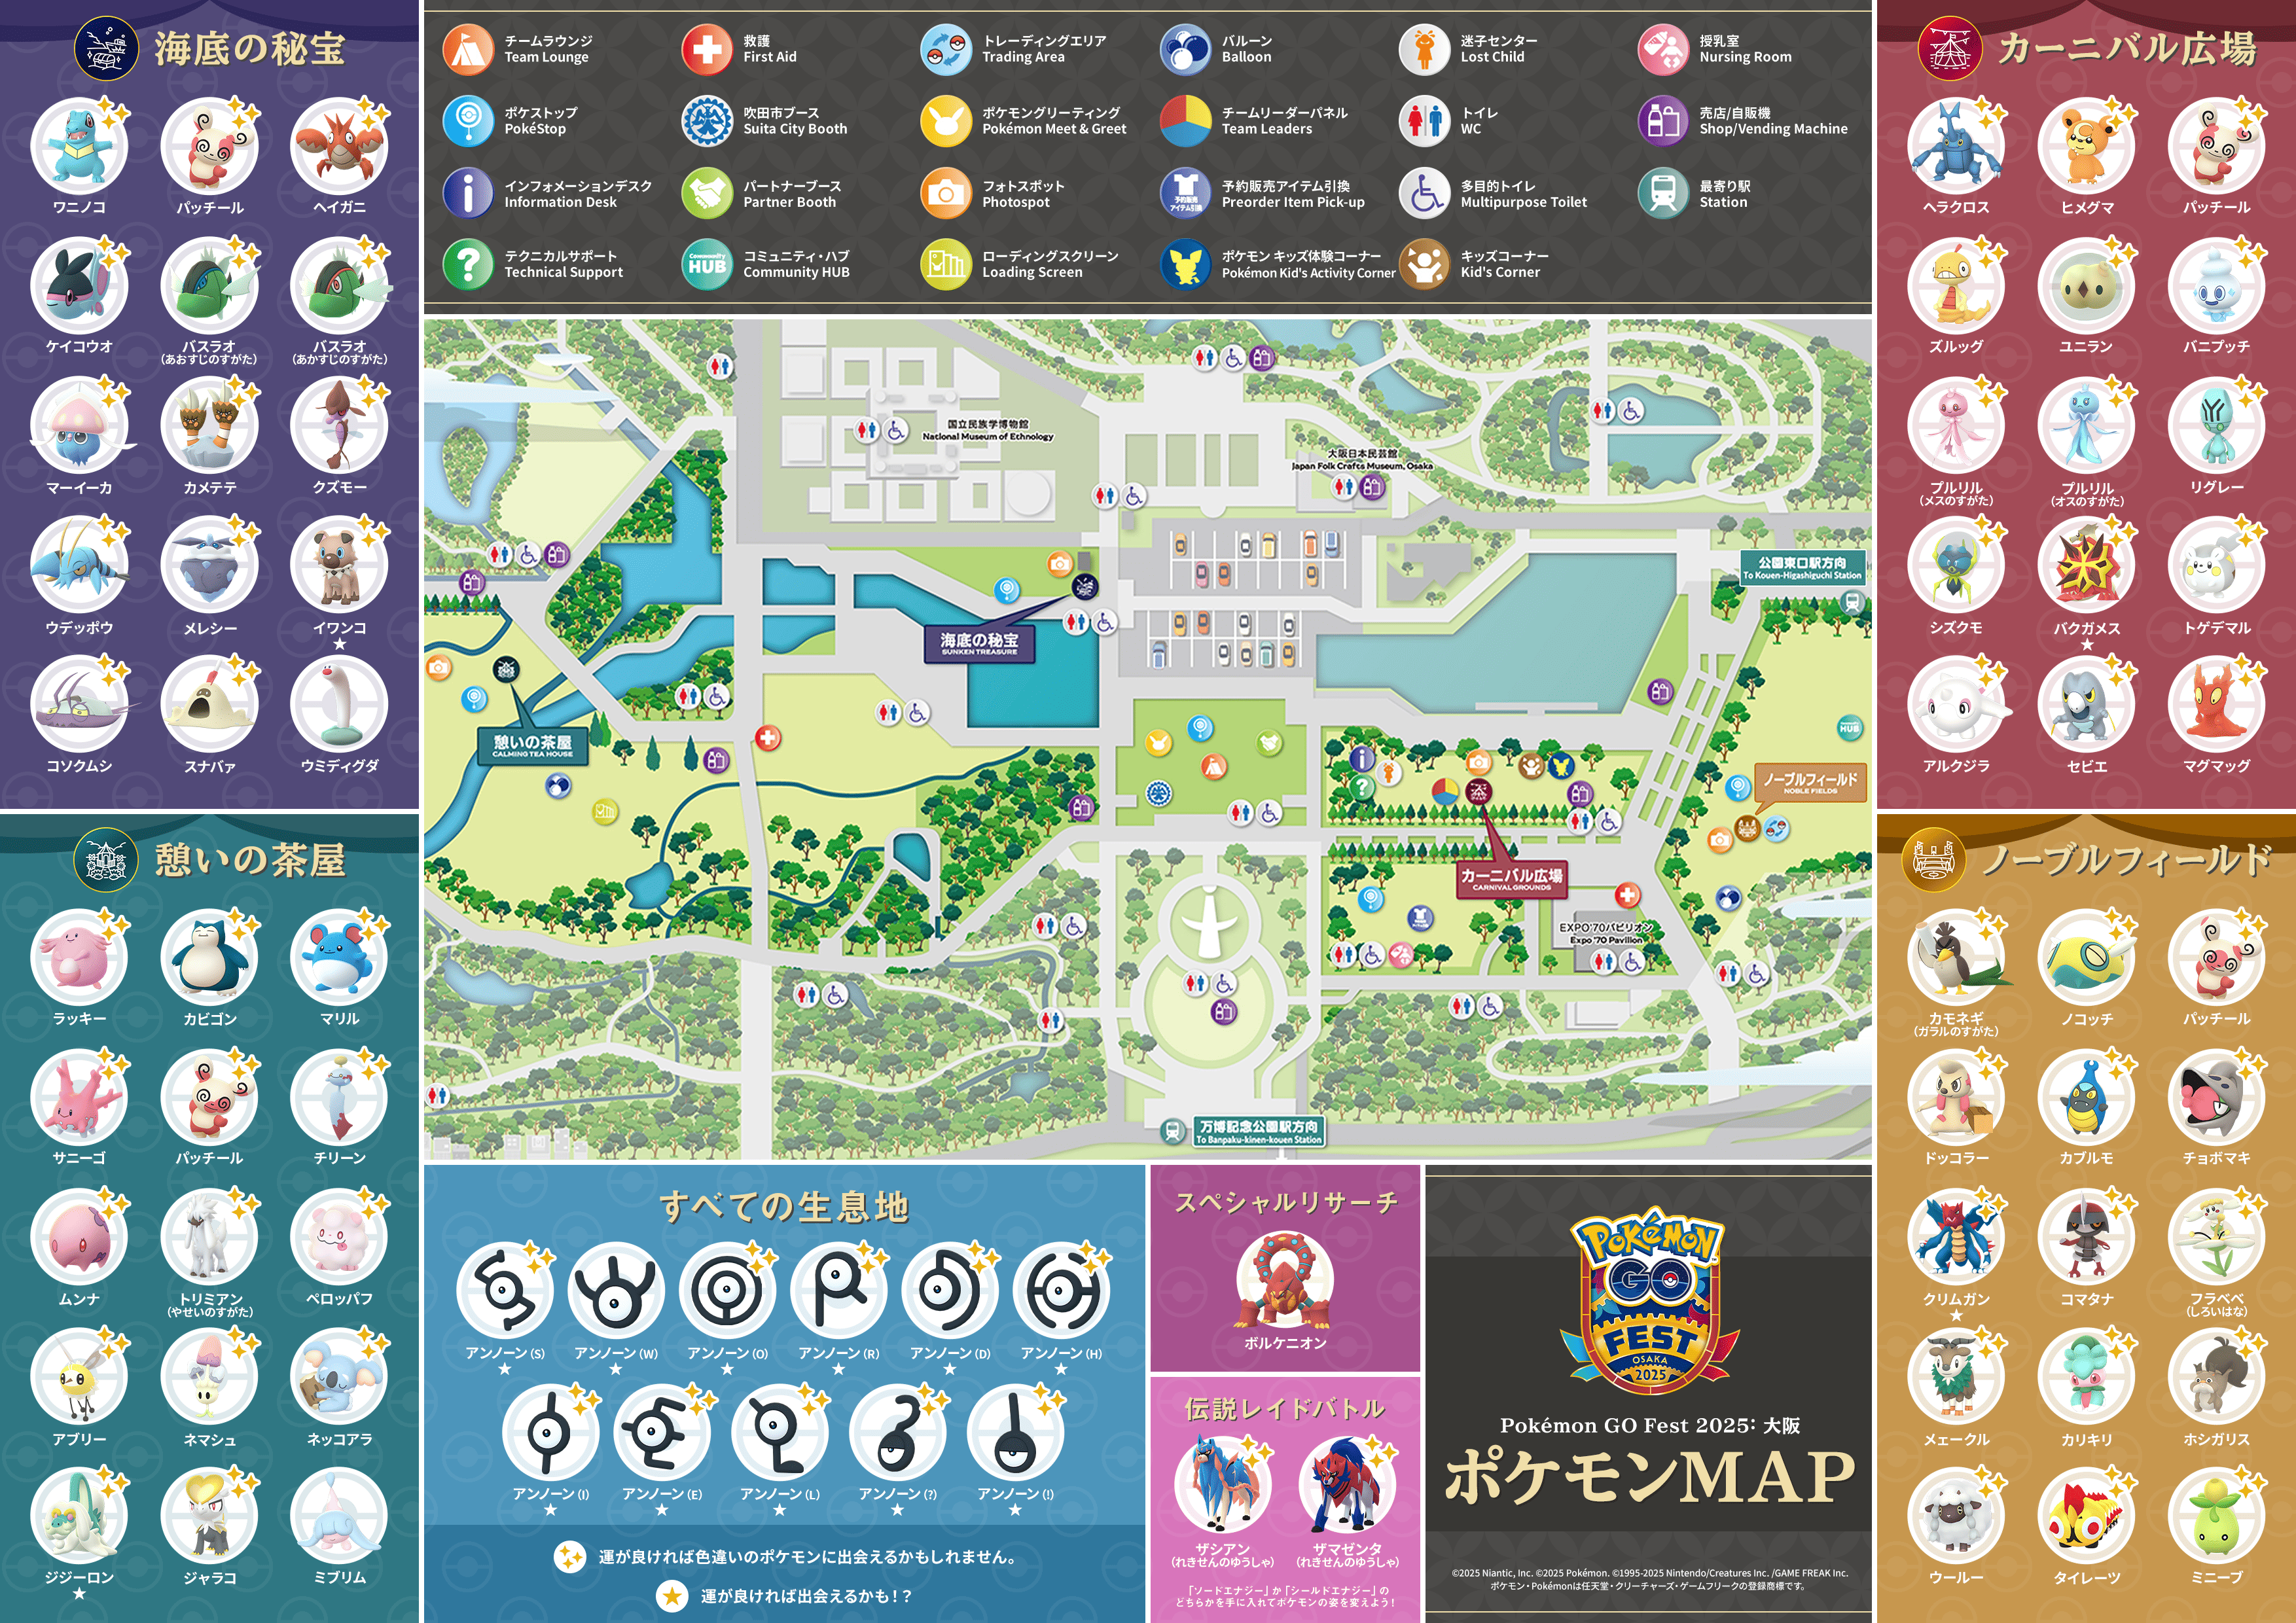 海底の秘宝
ワニノコ
パッチール
ヘイガニ
ケイコウオ
バスラオ
(あおすじのすがた)
バスラオ
(あかすじのすがた)
マーイーカ
カメテテ
クズモー
ウデッポウ
メレシー
イワンコ
★
コソクムシ
スナバァ
ウミディグダ
憩いの茶屋
ラッキー
カビゴン
マリル
サニーゴ
パッチール
チリーン
ムンナ
トリミアン
(やせいのすがた)
ペロッパフ
アブリー
ネマシュ
ネッコアラ
ジジーロン
★
ジャラコ
ミブリム
チームラウンジ
Team Lounge
救護
First Aid
トレーディングエリア
Trading Area
バルーン
Balloon
迷子センター
Lost Child
授乳室
Nursing Room
ポケストップ
PokéStop
吹田市ブース
Suita City Booth
ポケモングリーティング
Pokémon Meet & Greet
チームリーダーパネル
Team Leaders
トイレ
WC
売店/自販機
Shop/Vending Machine
インフォメーションデスク
Information Desk
パートナーブース
Partner Booth
フォトスポット
Photospot
予約販売
アイテム引換
予約販売アイテム引換
Preorder Item Pick-up
多目的トイレ
Multipurpose Toilet
最寄り駅
Station
テクニカルサポート
Technical Support
Community
HUB
コミュニティ・ハブ
Community HUB
ローディングスクリーン
Loading Screen
ポケモン キッズ体験コーナー
Pokémon Kid's Activity Corner
キッズコーナー
Kid's Corner
国立民族学博物館
National Museum of Ethnology
大阪日本民芸館
Japan Folk Crafts Museum, Osaka
公園東口駅方向
To Kouen-Higashiguchi Station
海底の秘宝
SUNKEN TREASURE
憩いの茶屋
CALMING TEA HOUSE
Community
HUB
ノーブルフィールド
NOBLE FIELDS
カーニバル広場
CARNIVAL GROUNDS
EXPO'70パビリオン
Expo '70 Pavilion
万博記念公園駅方向
To Banpaku-kinen-kouen Station
すべての生息地
アンノーン(S)
★
アンノーン(W)
★
アンノーン(O)
★
アンノーン(R)
★
アンノーン(D)
★
アンノーン(H)
★
アンノーン(I)
★
アンノーン(E)
★
アンノーン(L)
★
アンノーン(?)
★
アンノーン(!)
★
運が良ければ色違いのポケモンに出会えるかもしれません。
運が良ければ出会えるかも!?
スペシャルリサーチ
ボルケニオン
伝説レイドバトル
ザシアン
(れきせんのゆうしゃ)
ザマゼンタ
(れきせんのゆうしゃ)
「ソードエナジー」か「シールドエナジー」の
どちらかを手に入れてポケモンの姿を変えよう!
POKéMON
GO
FEST
OSAKA
2025
Pokémon GO Fest 2025: 大阪
ポケモンMAP
©2025 Niantic, Inc. ©2025 Pokémon. ©1995-2025 Nintendo/Creatures Inc. /GAME FREAK Inc.
ポケモン・Pokémonは任天堂・クリーチャーズ・ゲームフリークの登録商標です。
カーニバル広場
ヘラクロス
ヒメグマ
パッチール
ズルッグ
ユニラン
バニプッチ
プルリル
(メスのすがた)
プルリル
(オスのすがた)
リグレー
シズクモ
バクガメス
★
トゲデマル
アルクジラ
セビエ
マグマッグ
ノーブルフィールド
カモネギ
(ガラルのすがた)
ノコッチ
パッチール
ドッコラー
カブルモ
チョボマキ
クリムガン
★
コマタナ
フラベベ
(しろいはな)
メェークル
カリキリ
ホシガリス
ウールー
タイレーツ
ミニーブ